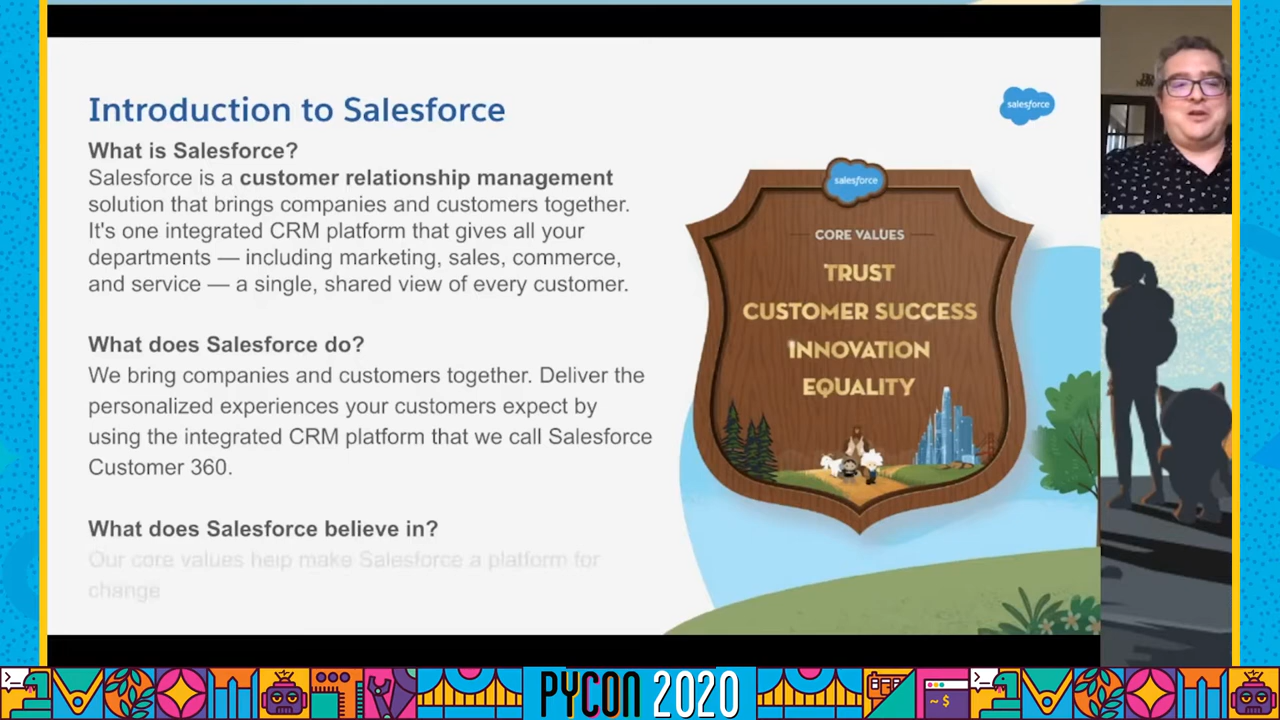 Introduction to Salesforce
salesforce
What is Salesforce?
Salesforce is a customer relationship management
solution that brings companies and customers together.
It's one integrated CRM platform that gives all your
departments — including marketing, sales, commerce,
and service — a single, shared view of every customer.
What does Salesforce do?
We bring companies and customers together. Deliver the
personalized experiences your customers expect by
using the integrated CRM platform that we call Salesforce
Customer 360.
What does Salesforce believe in?
Our core values help make Salesforce a platform for
change
salesforce
CORE VALUES
TRUST
CUSTOMER SUCCESS
INNOVATION
EQUALITY
PYCON 2020
~$